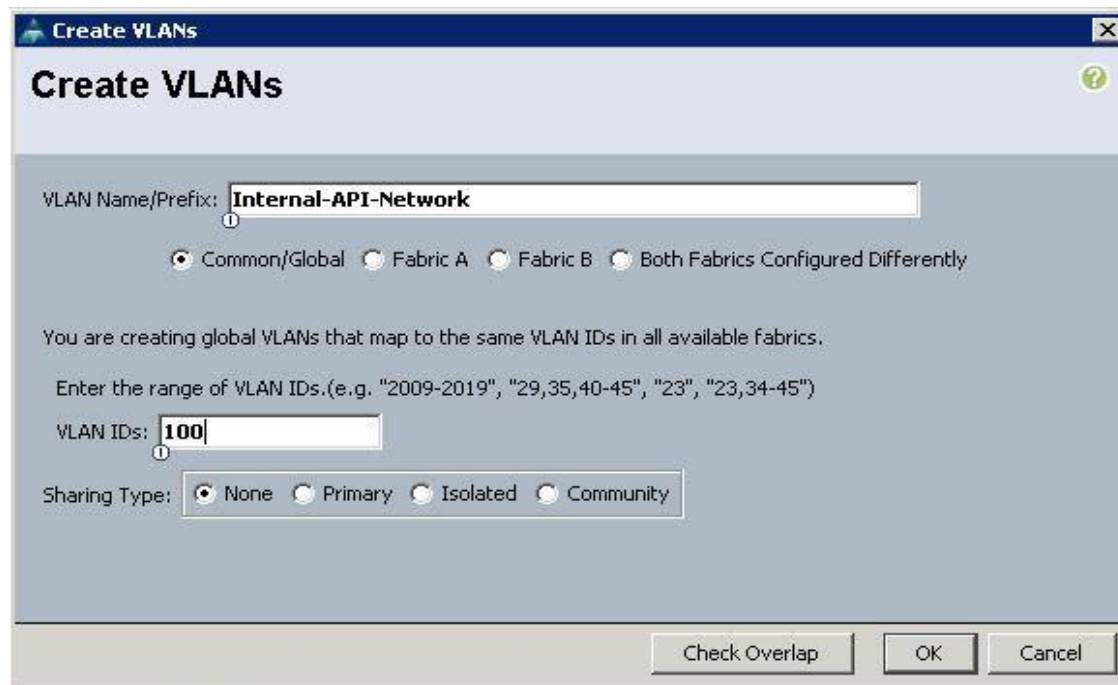 Create VLANs
Create VLANs
VLAN Name/Prefix: Internal-API-Network
Common/Global Fabric A Fabric B Both Fabrics Configured Differently
You are creating global VLANs that map to the same VLAN IDs in all available fabrics.
Enter the range of VLAN IDs.(e.g. "2009-2019", "29,35,40-45", "23", "23,34-45")
VLAN IDs: 100
Sharing Type: None Primary Isolated Community
Check Overlap OK Cancel